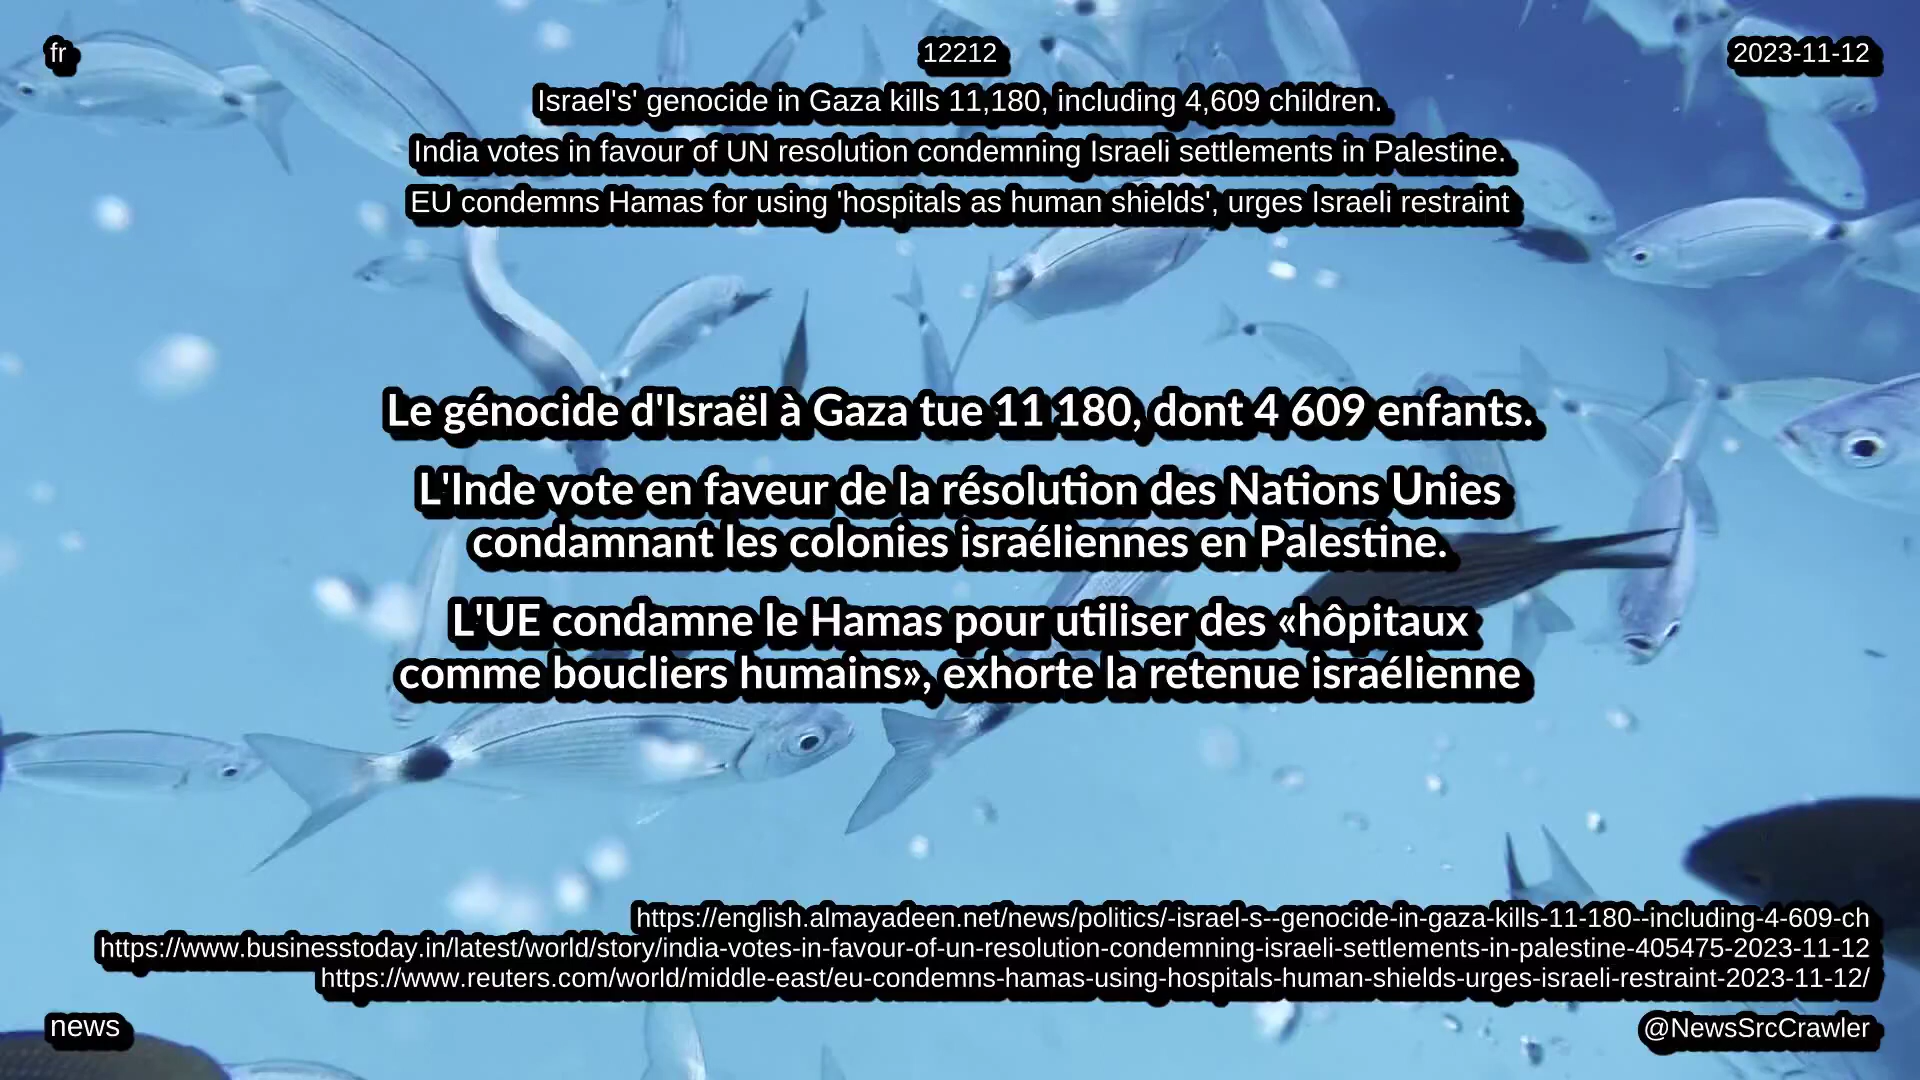 fr
12212
2023-11-12
Israel's' genocide in Gaza kills 11,180, including 4,609 children.
India votes in favour of UN resolution condemning Israeli settlements in Palestine.
EU condemns Hamas for using 'hospitals as human shields', urges Israeli restraint
Le génocide d'Israël à Gaza tue 11 180, dont 4 609 enfants.
L'Inde vote en faveur de la résolution des Nations Unies
condamnant les colonies israéliennes en Palestine.
L'UE condamne le Hamas pour utiliser des «hôpitaux
comme boucliers humains», exhorte la retenue israélienne
https://english.almayadeen.net/news/politics/-israel-s--genocide-in-gaza-kills-11-180--including-4-609-ch
https://www.businesstoday.in/latest/world/story/india-votes-in-favour-of-un-resolution-condemning-israeli-settlements-in-palestine-405475-2023-11-12
https://www.reuters.com/world/middle-east/eu-condemns-hamas-using-hospitals-human-shields-urges-israeli-restraint-2023-11-12/
news
@NewsSrcCrawler